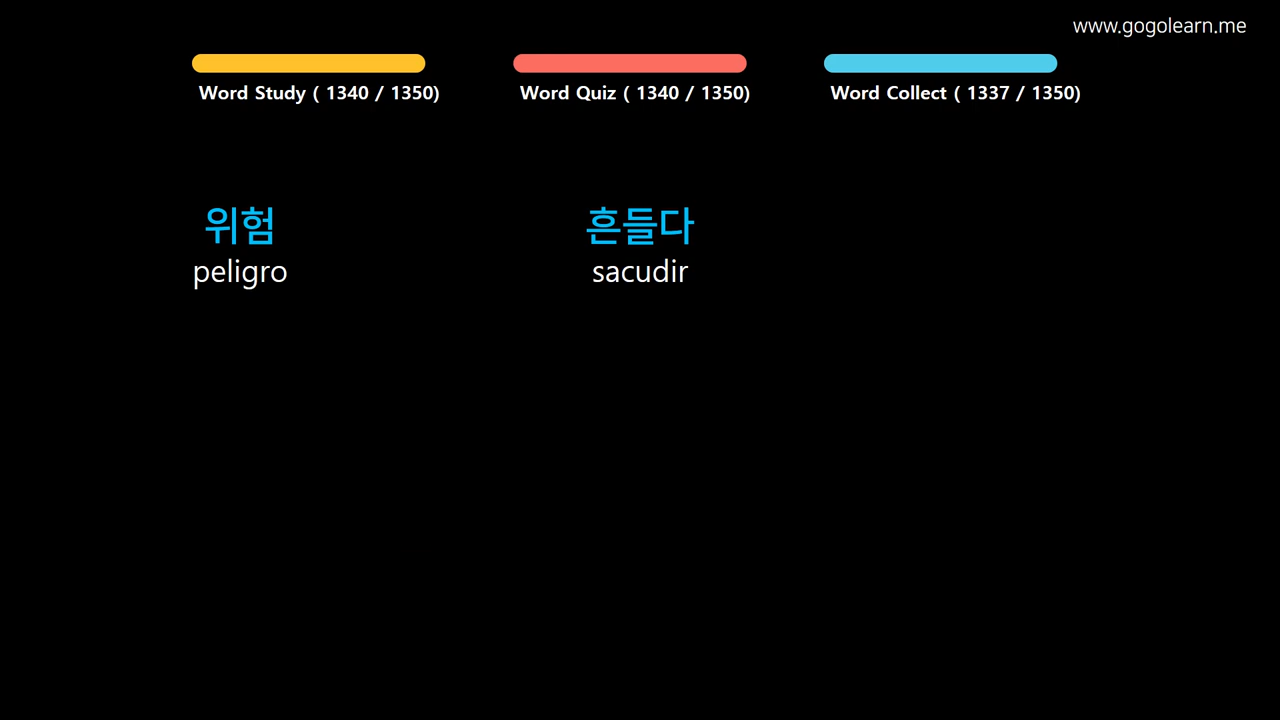 www.gogolearn.me
Word Study ( 1340 / 1350)
Word Quiz ( 1340 / 1350)
Word Collect ( 1337 / 1350)
위험
흔들다
peligro
sacudir